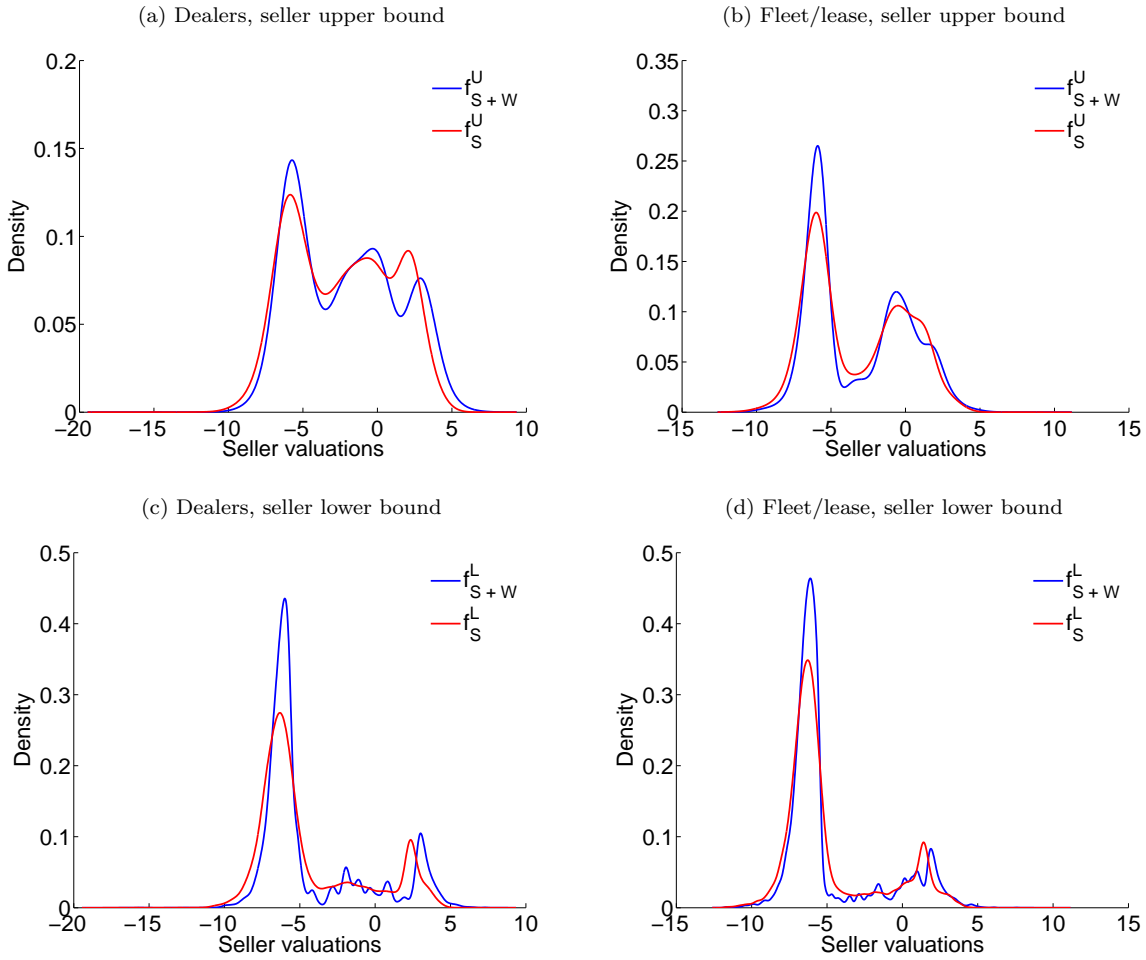 (a) Dealers, seller upper bound
0.2
0.15
0.1
0.05
0
−20 −15 −10 −5 0 5 10
Density
Seller valuations
f^U_{S + W}
f^U_S
(b) Fleet/lease, seller upper bound
0.35
0.3
0.25
0.2
0.15
0.1
0.05
0
−15 −10 −5 0 5 10 15
Density
Seller valuations
f^U_{S + W}
f^U_S
(c) Dealers, seller lower bound
0.5
0.4
0.3
0.2
0.1
0
−20 −15 −10 −5 0 5 10
Density
Seller valuations
f^L_{S + W}
f^L_S
(d) Fleet/lease, seller lower bound
0.5
0.4
0.3
0.2
0.1
0
−15 −10 −5 0 5 10 15
Density
Seller valuations
f^L_{S + W}
f^L_S